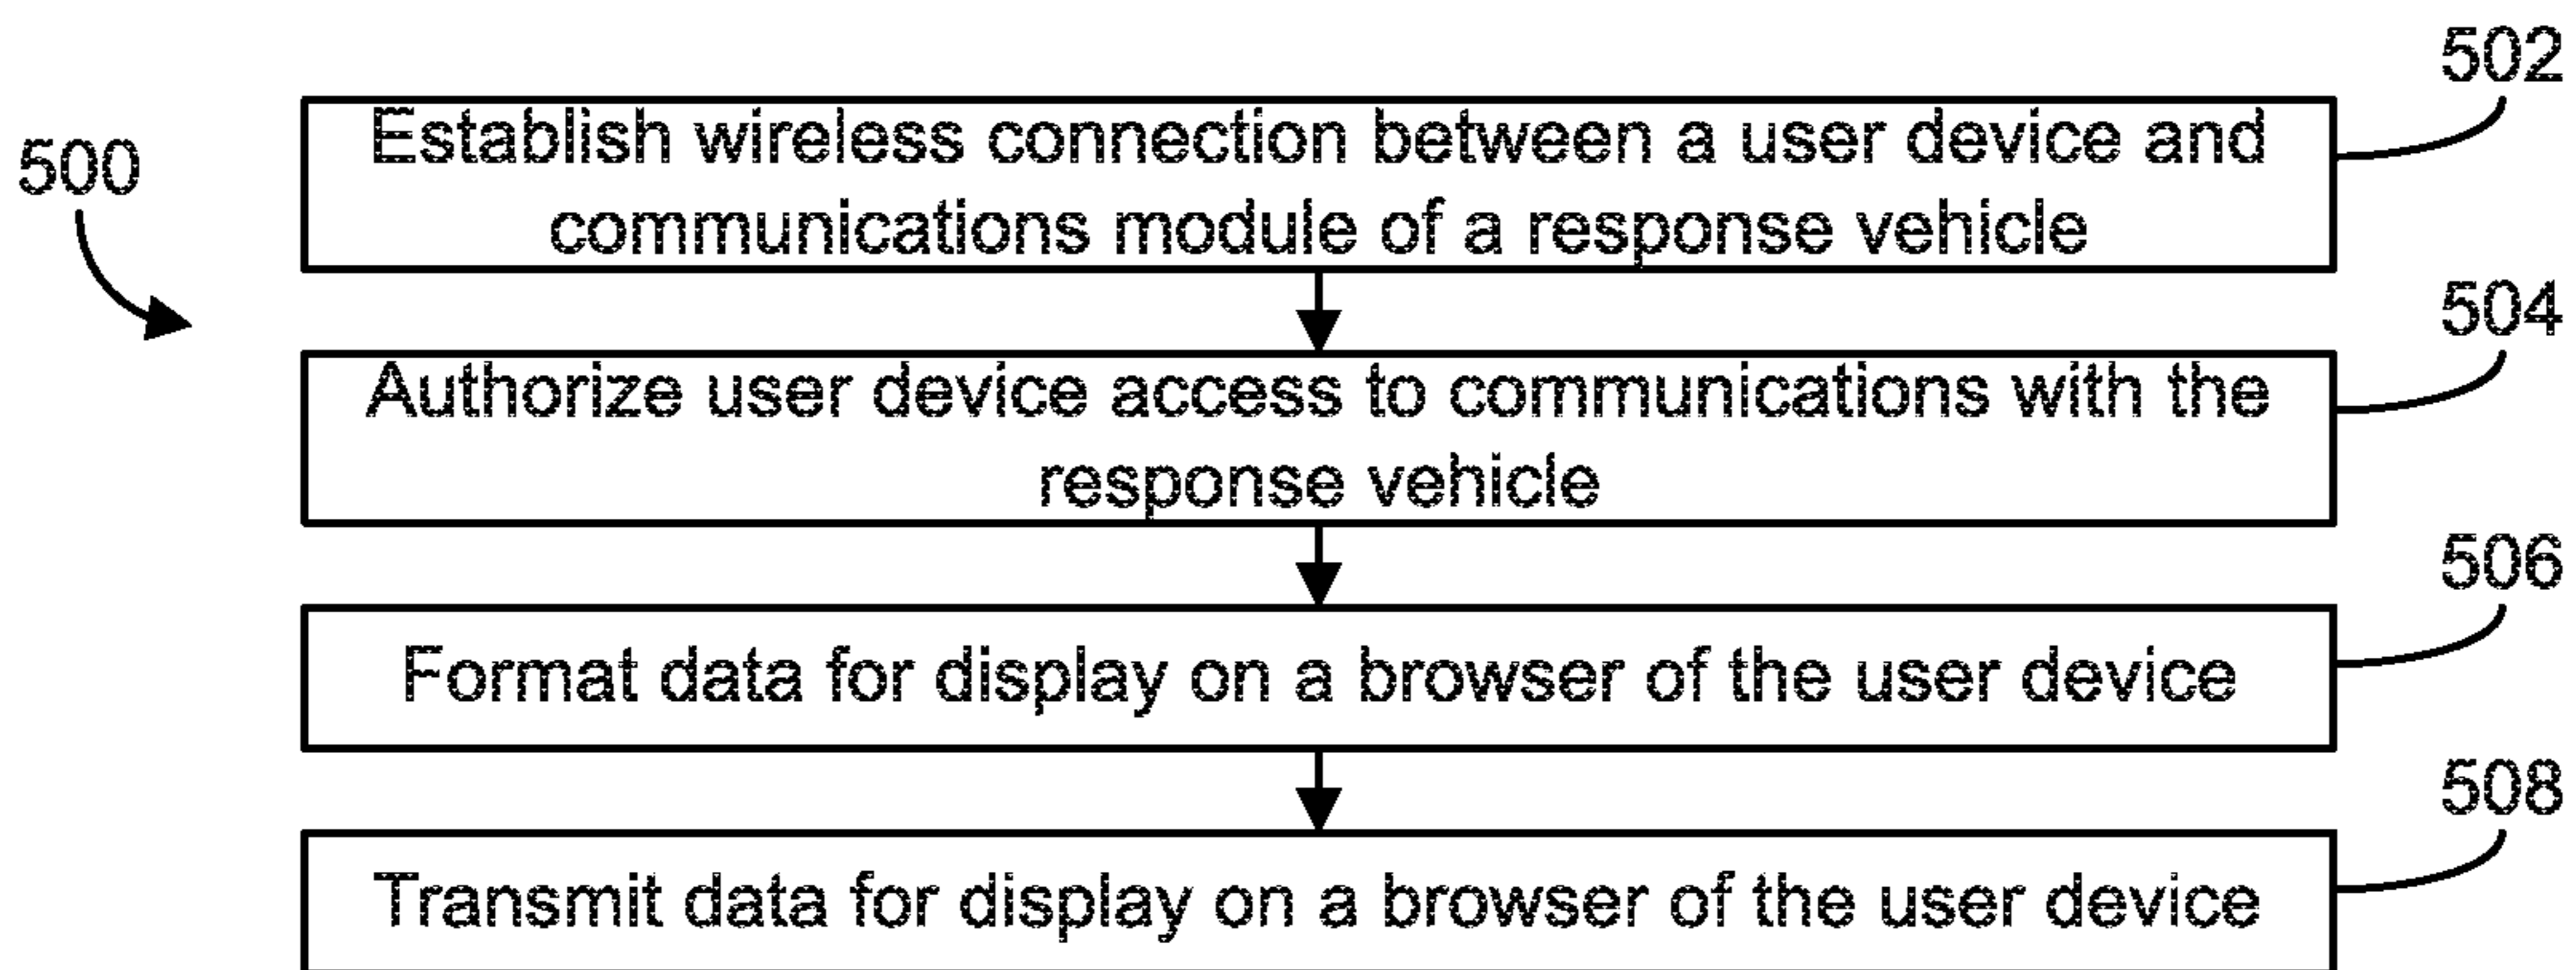 500
502
Establish wireless connection between a user device and
communications module of a response vehicle
504
Authorize user device access to communications with the
response vehicle
506
Format data for display on a browser of the user device
508
Transmit data for display on a browser of the user device